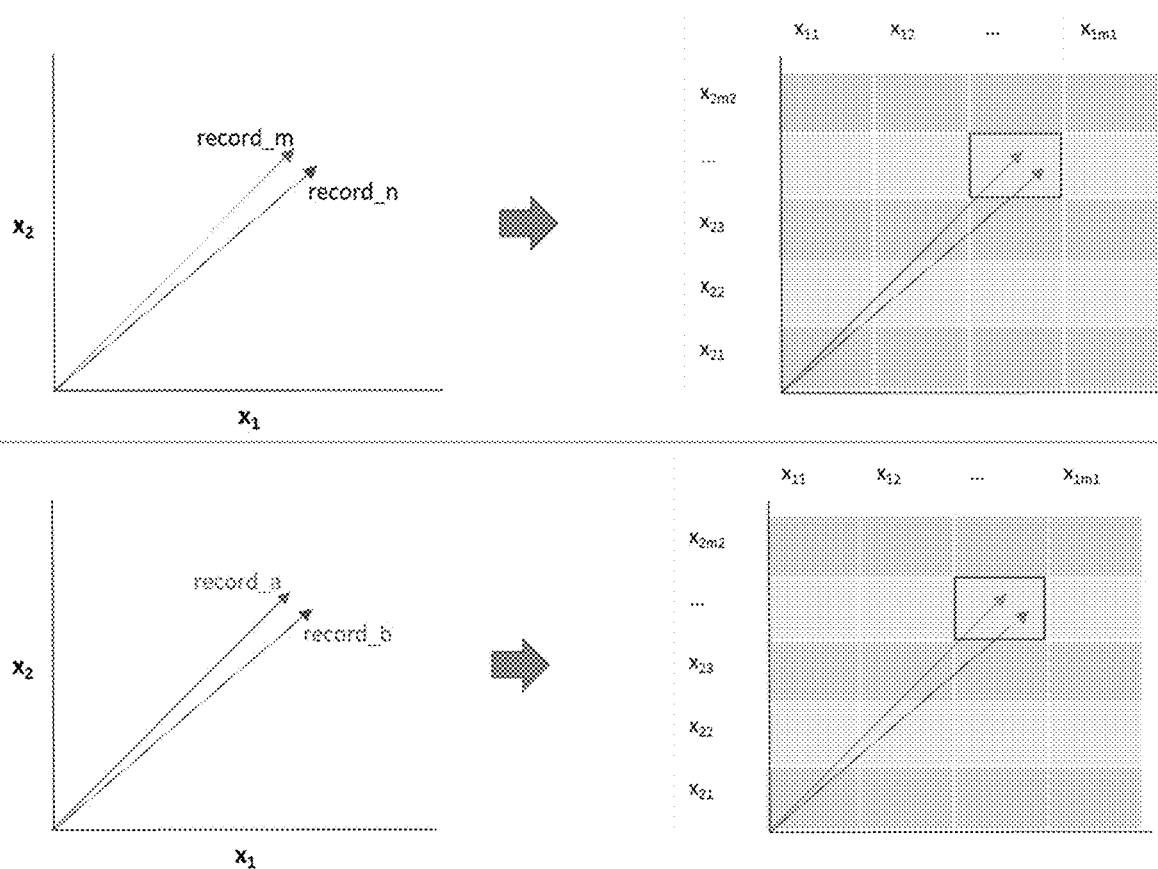 x₁₁ x₁₂ ... x₁ₘ₁
x₂ₘ₂
record_m
...
record_n
x₂
x₂₃
x₂₂
x₂₁
x₁
x₁₁ x₁₂ ... x₁ₘ₁
x₂ₘ₂
record_a
...
record_b
x₂
x₂₃
x₂₂
x₂₁
x₁